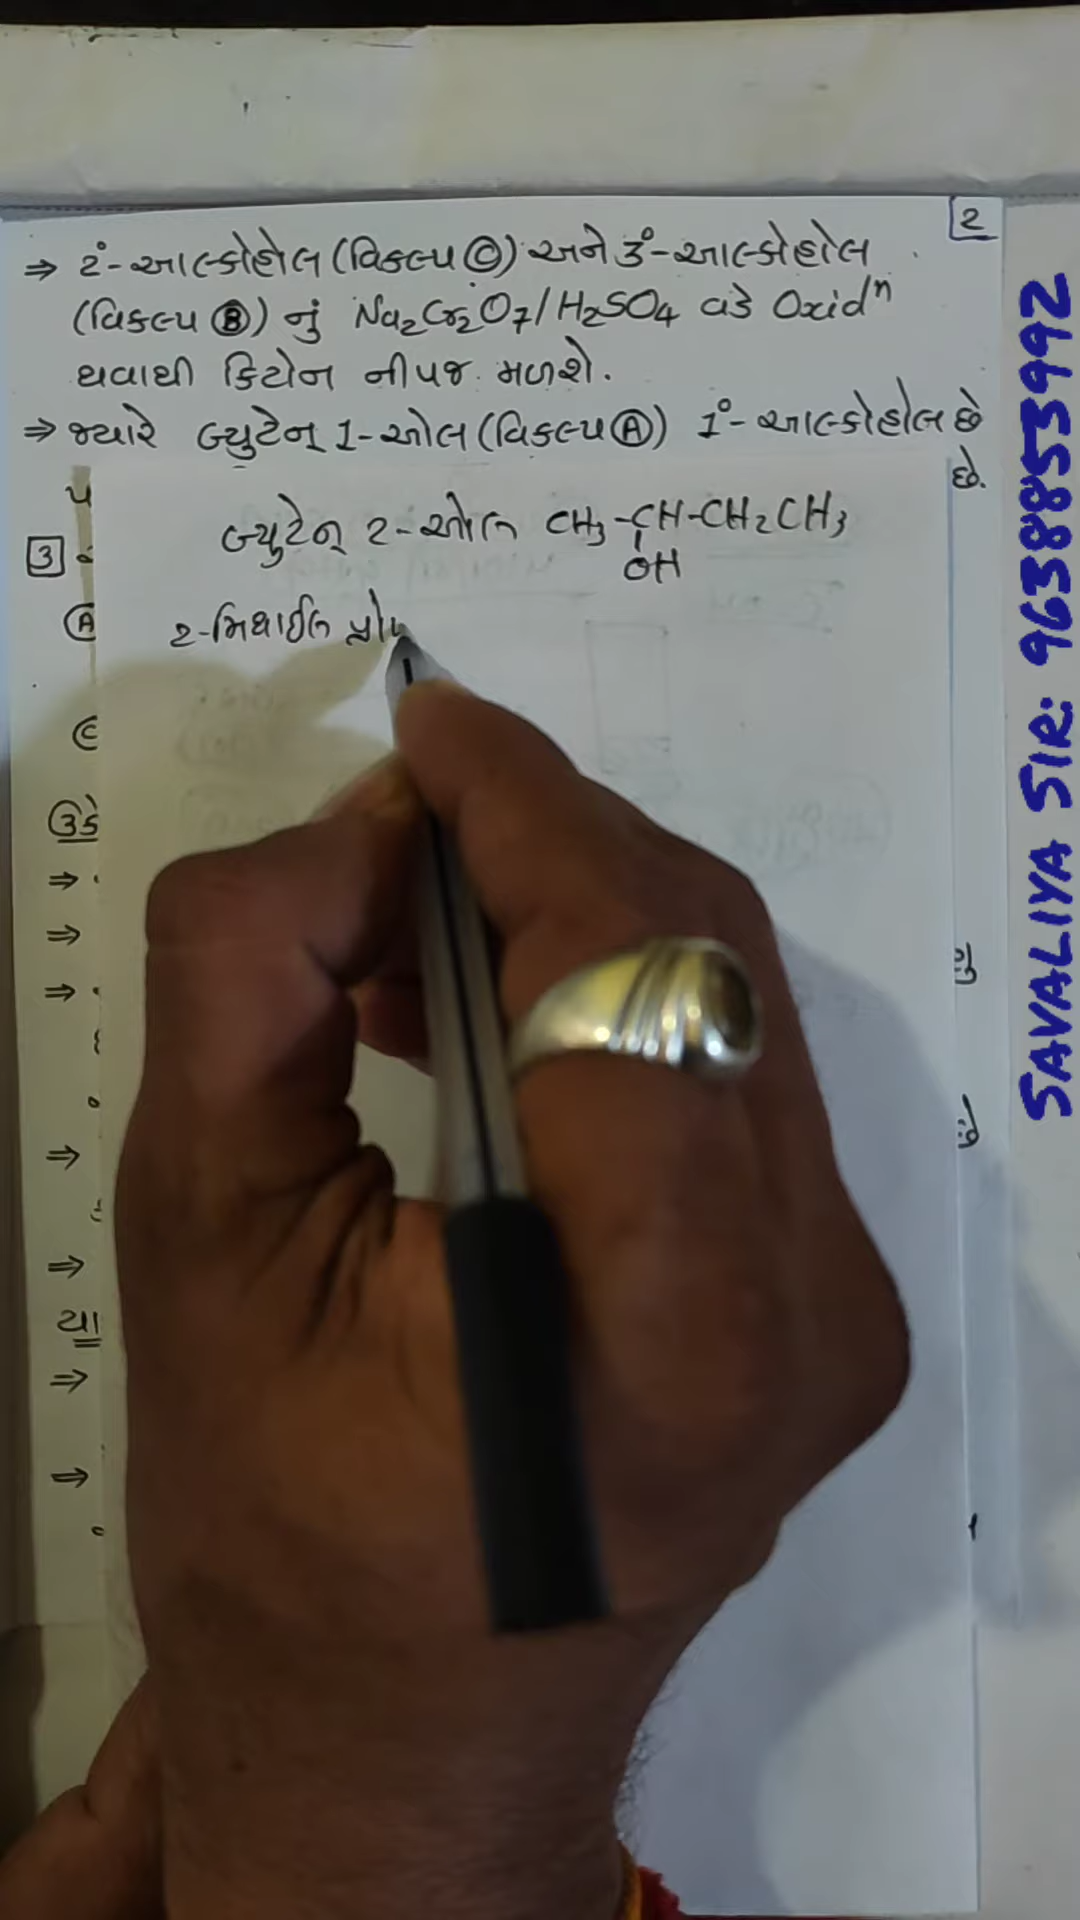 2
⇒ 2°-આલ્કોહોલ (વિકલ્પ Ⓒ) અને 3°-આલ્કોહોલ
(વિકલ્પ Ⓑ) નું Na₂Cr₂O₇/H₂SO₄ વડે Oxidⁿ
થવાથી કિટોન નીપજ મળશે.
⇒ જ્યારે બ્યુટેન્ 1-ઓલ (વિકલ્પ Ⓐ) 1°-આલ્કોહોલ છે
છે.
બ્યુટેન્ 2-ઓલ CH₃-CH-CH₂CH₃
OH
3
2-મિથાઈલ પ્રોપ
Ⓐ
⇒
⇒
⇒
⇒
⇒
યા
⇒
⇒
SAVALIYA SIR: 9638853992